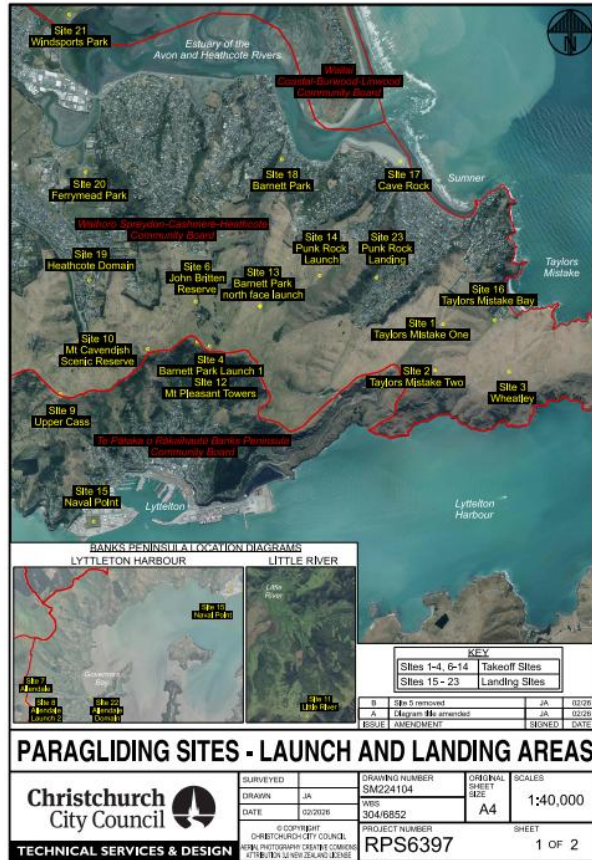 Site 21
Windsports Park
Estuary of the
Avon and Heathcote Rivers
Waitai
Coastal-Burwood-Linwood
Community Board
Site 18
Barnett Park
Site 17
Cave Rock
Sumner
Site 20
Ferrymead Park
Waihoro Spreydon-Cashmere-Heathcote
Community Board
Site 14
Punk Rock
Launch
Site 23
Punk Rock
Landing
Site 19
Heathcote Domain
Site 6
John Britten
Reserve
Site 13
Barnett Park
north face launch
Taylors
Mistake
Site 16
Taylors Mistake Bay
Site 1
Taylors Mistake One
Site 10
Mt Cavendish
Scenic Reserve
Site 4
Barnett Park Launch 1
Site 12
Mt Pleasant Towers
Site 2
Taylors Mistake Two
Site 3
Wheatley
Site 9
Upper Cass
Te Pātaka o Rākaihautū Banks Peninsula
Community Board
Site 15
Naval Point
Lyttelton
Lyttelton
Harbour
BANKS PENINSULA LOCATION DIAGRAMS
LYTTLETON HARBOUR
LITTLE RIVER
Site 15
Naval Point
Governors
Bay
Site 7
Allendale
Site 8
Allendale
Launch 2
Site 22
Allendale
Domain
Little
River
Site 11
Little River
KEY
Sites 1-4, 6-14 Takeoff Sites
Sites 15 - 23 Landing Sites
B Site 5 removed JA 02/26
A Diagram title amended JA 02/26
ISSUE AMENDMENT SIGNED DATE
PARAGLIDING SITES - LAUNCH AND LANDING AREAS
Christchurch
City Council
TECHNICAL SERVICES & DESIGN
SURVEYED
DRAWN JA
DATE 02/2026
© COPYRIGHT
CHRISTCHURCH CITY COUNCIL
AERIAL PHOTOGRAPHY CREATIVE COMMONS
ATTRIBUTION 3.0 NEW ZEALAND LICENSE
DRAWING NUMBER
SM224104
WBS
304/6852
ORIGINAL
SHEET
SIZE
A4
SCALES
1:40,000
PROJECT NUMBER
RPS6397
SHEET
1 OF 2